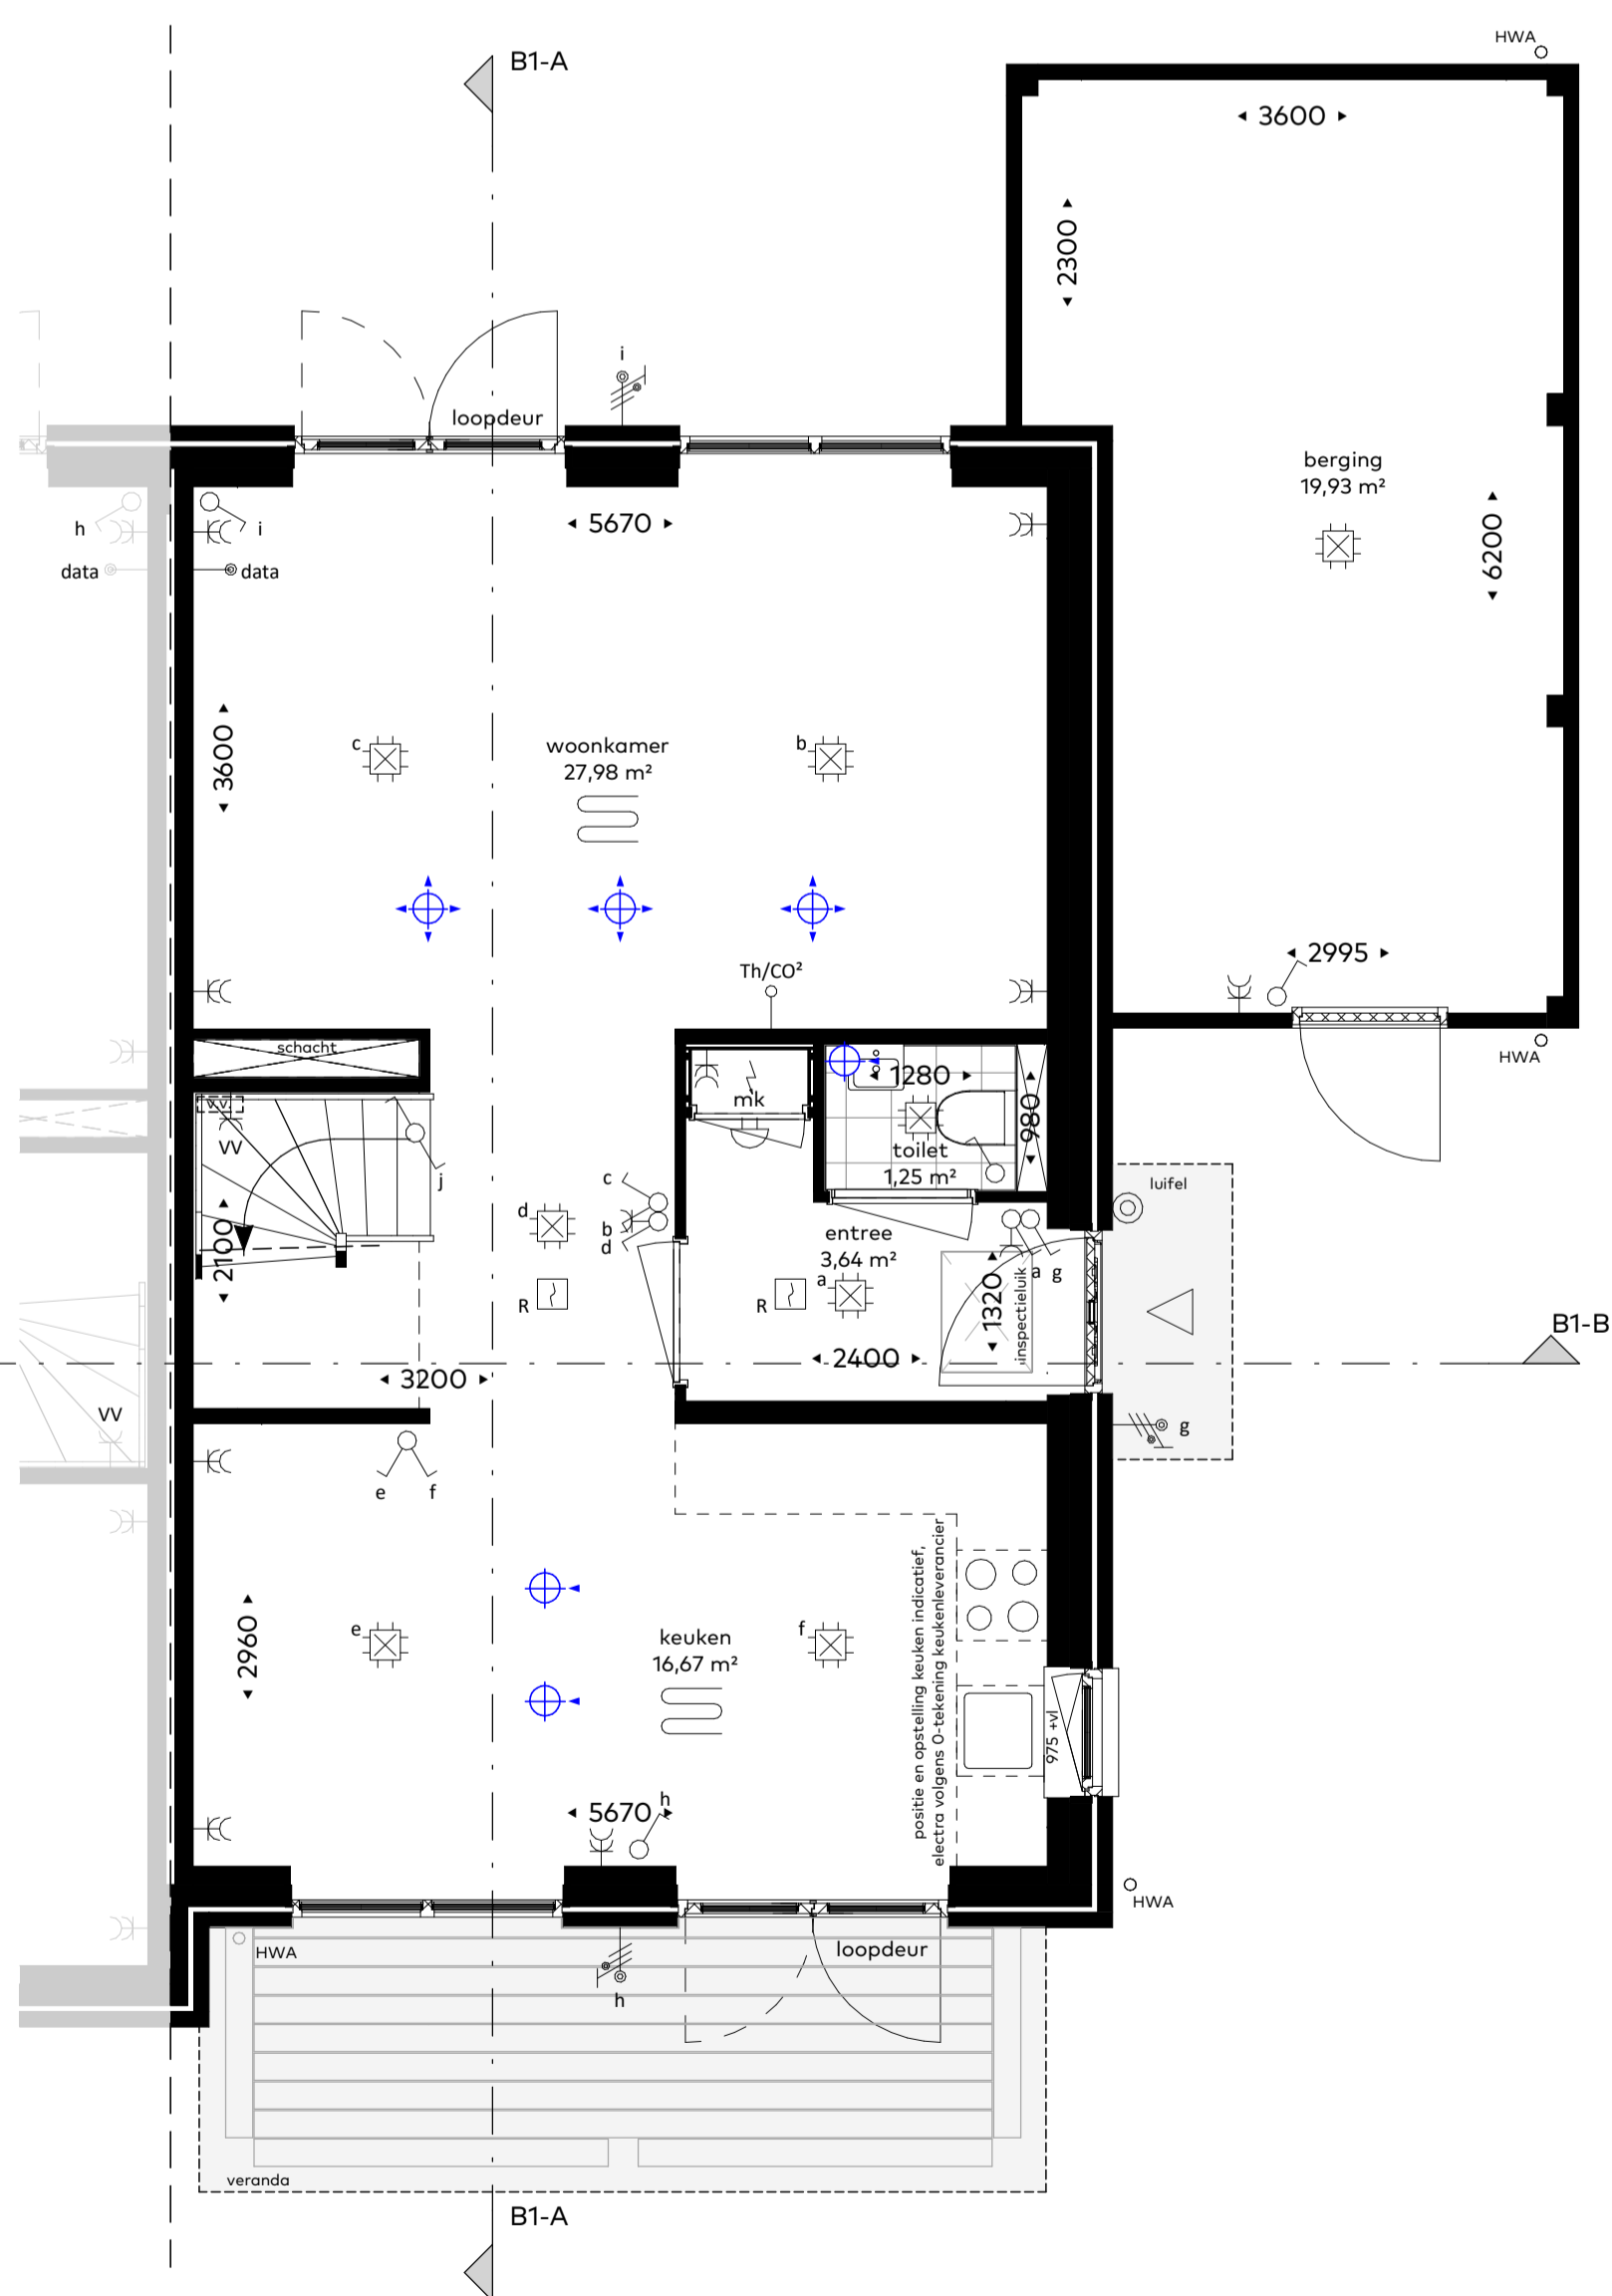 HWA
B1-A
3600
2300
i
loopdeur
berging
19,93 m²
6200
h
i
5670
data
data
c
woonkamer
27,98 m²
b
3600
2995
Th/CO²
schacht
HWA
1280
mk
980
vv
VV
toilet
1,25 m²
j
luifel
c
d
b
d
entree
3,64 m²
a
g
2100
R
R
a
1320
inspectieluik
B1-B
2400
3200
VV
g
e
f
positie en opstelling keuken indicatief,
electra volgens 0-tekening keukenleverancier
2960
e
keuken
16,67 m²
f
975 +vl
5670
h
HWA
HWA
loopdeur
h
veranda
B1-A